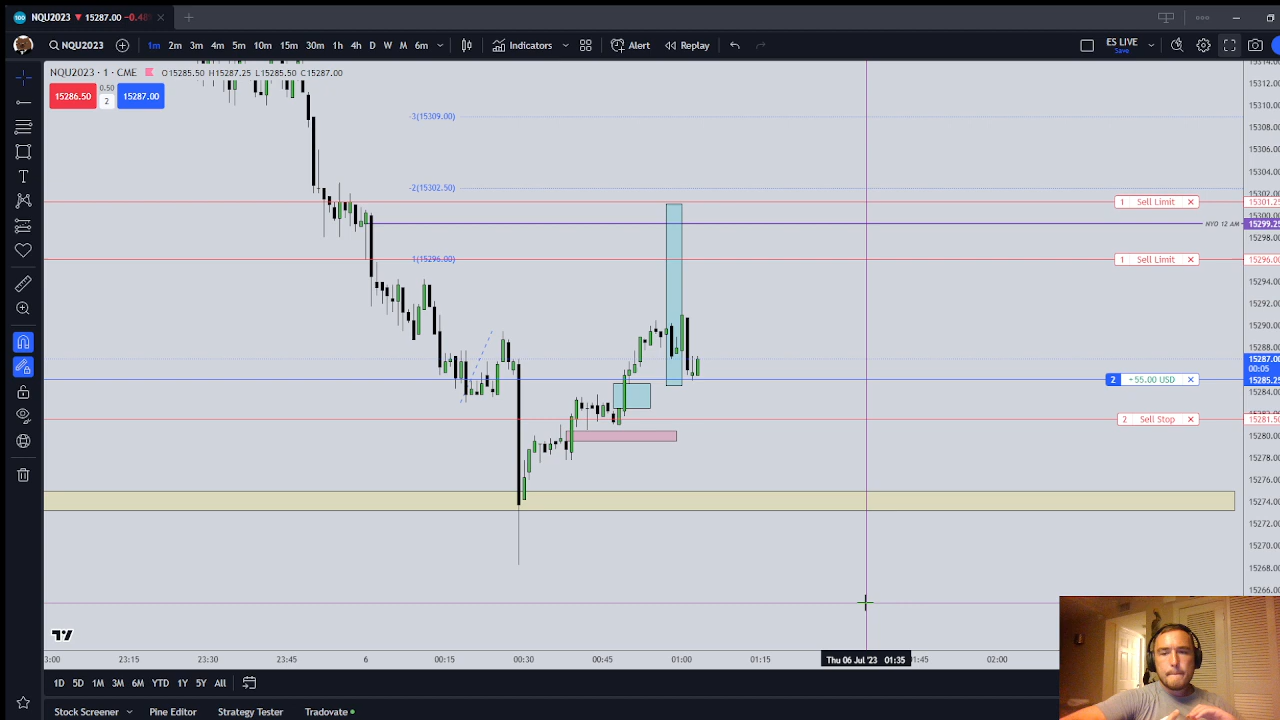 NQU2023 ▼ 15287.00 −0.48%
NQU2023 1m 2m 3m 4m 5m 10m 15m 30m 1h 4h D W M 6m Indicators Alert Replay ES LIVE
Save
NQU2023 · 1 · CME O15285.50 H15287.25 L15285.50 C15287.00
15286.50 0.50 15287.00
2
15314.00
15312.00
15310.00
-3(15309.00)
15308.00
15306.00
15304.00
-2(15302.50)
15302.00
1 Sell Limit 15301.25
15300.00
NYO 12 AM 15299.25
15298.00
1(15296.00) 1 Sell Limit 15296.00
15294.00
15292.00
15290.00
15288.00
15287.00
00:05
2 +55.00 USD 15285.25
15284.00
2 Sell Stop 15281.50
15280.00
15278.00
15276.00
15274.00
15272.00
15270.00
15268.00
15266.00
3:00 23:15 23:30 23:45 6 00:15 00:30 00:45 01:00 01:15 Thu 06 Jul '23 01:35 01:45 02:00
1D 5D 1M 3M 6M YTD 1Y 5Y All
Stock Screener Pine Editor Strategy Tester Tradovate